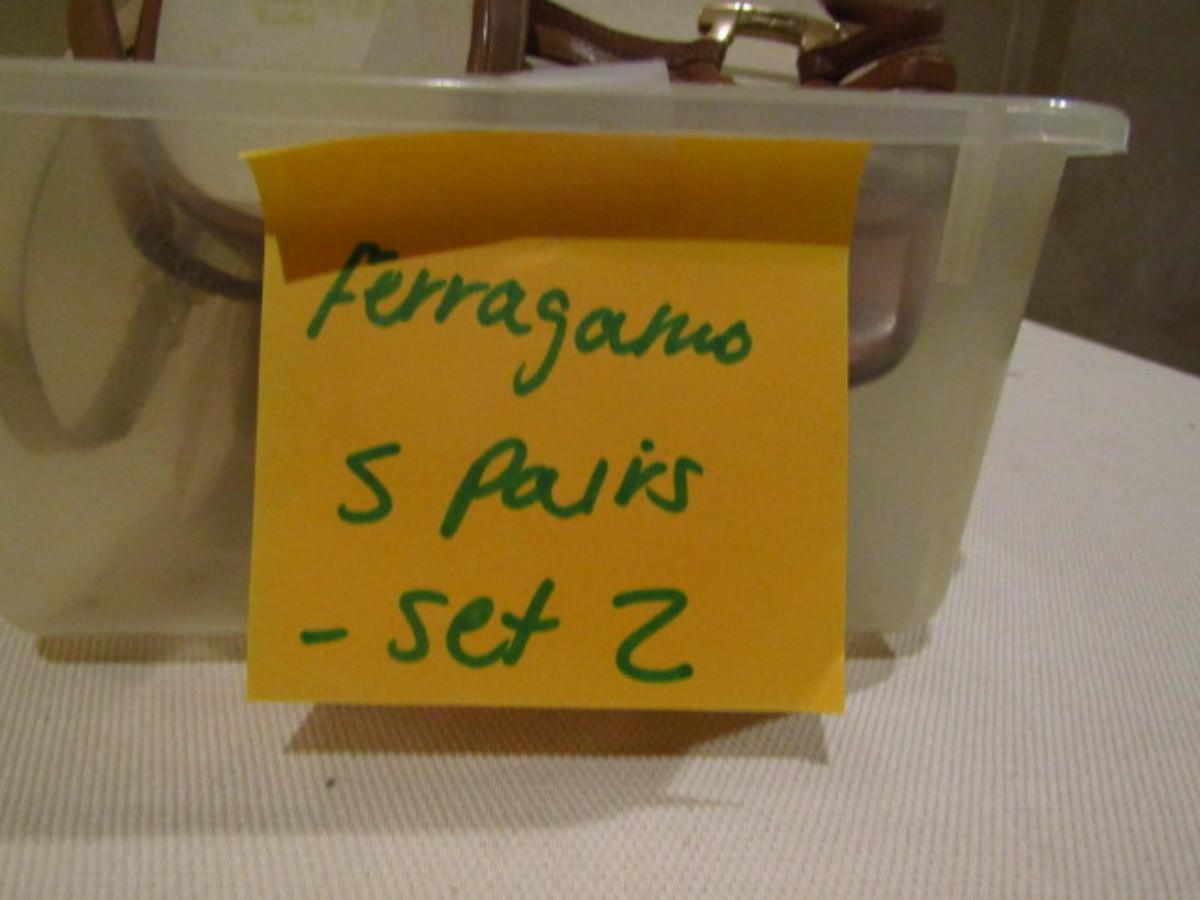 Ferragamo
5 Pairs
- Set 2